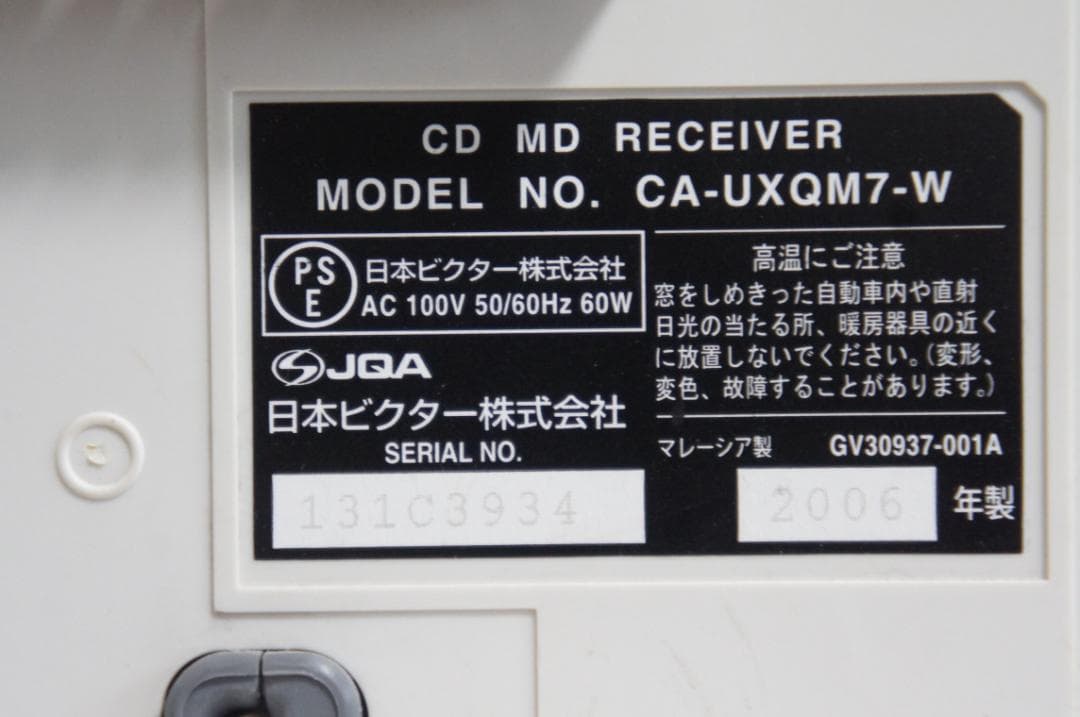 CD MD RECEIVER
MODEL NO. CA-UXQM7-W
PSE
日本ビクター株式会社
AC 100V 50/60Hz 60W
JQA
日本ビクター株式会社
SERIAL NO.
131C3934
高温にご注意
窓をしめきった自動車内や直射
日光の当たる所、暖房器具の近く
に放置しないでください。(変形、
変色、故障することがあります。)
マレーシア製 GV30937-001A
2006 年製